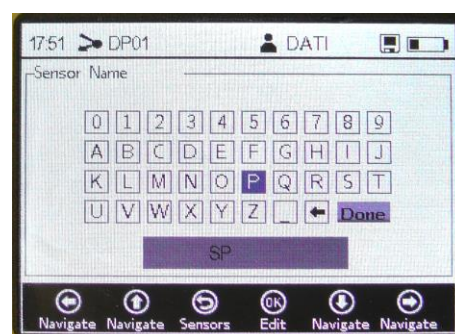 17:51 DP01 DATI
Sensor Name
0 1 2 3 4 5 6 7 8 9
A B C D E F G H I J
K L M N O P Q R S T
U V W X Y Z _ ← Done
SP
OK
Navigate Navigate Sensors Edit Navigate Navigate